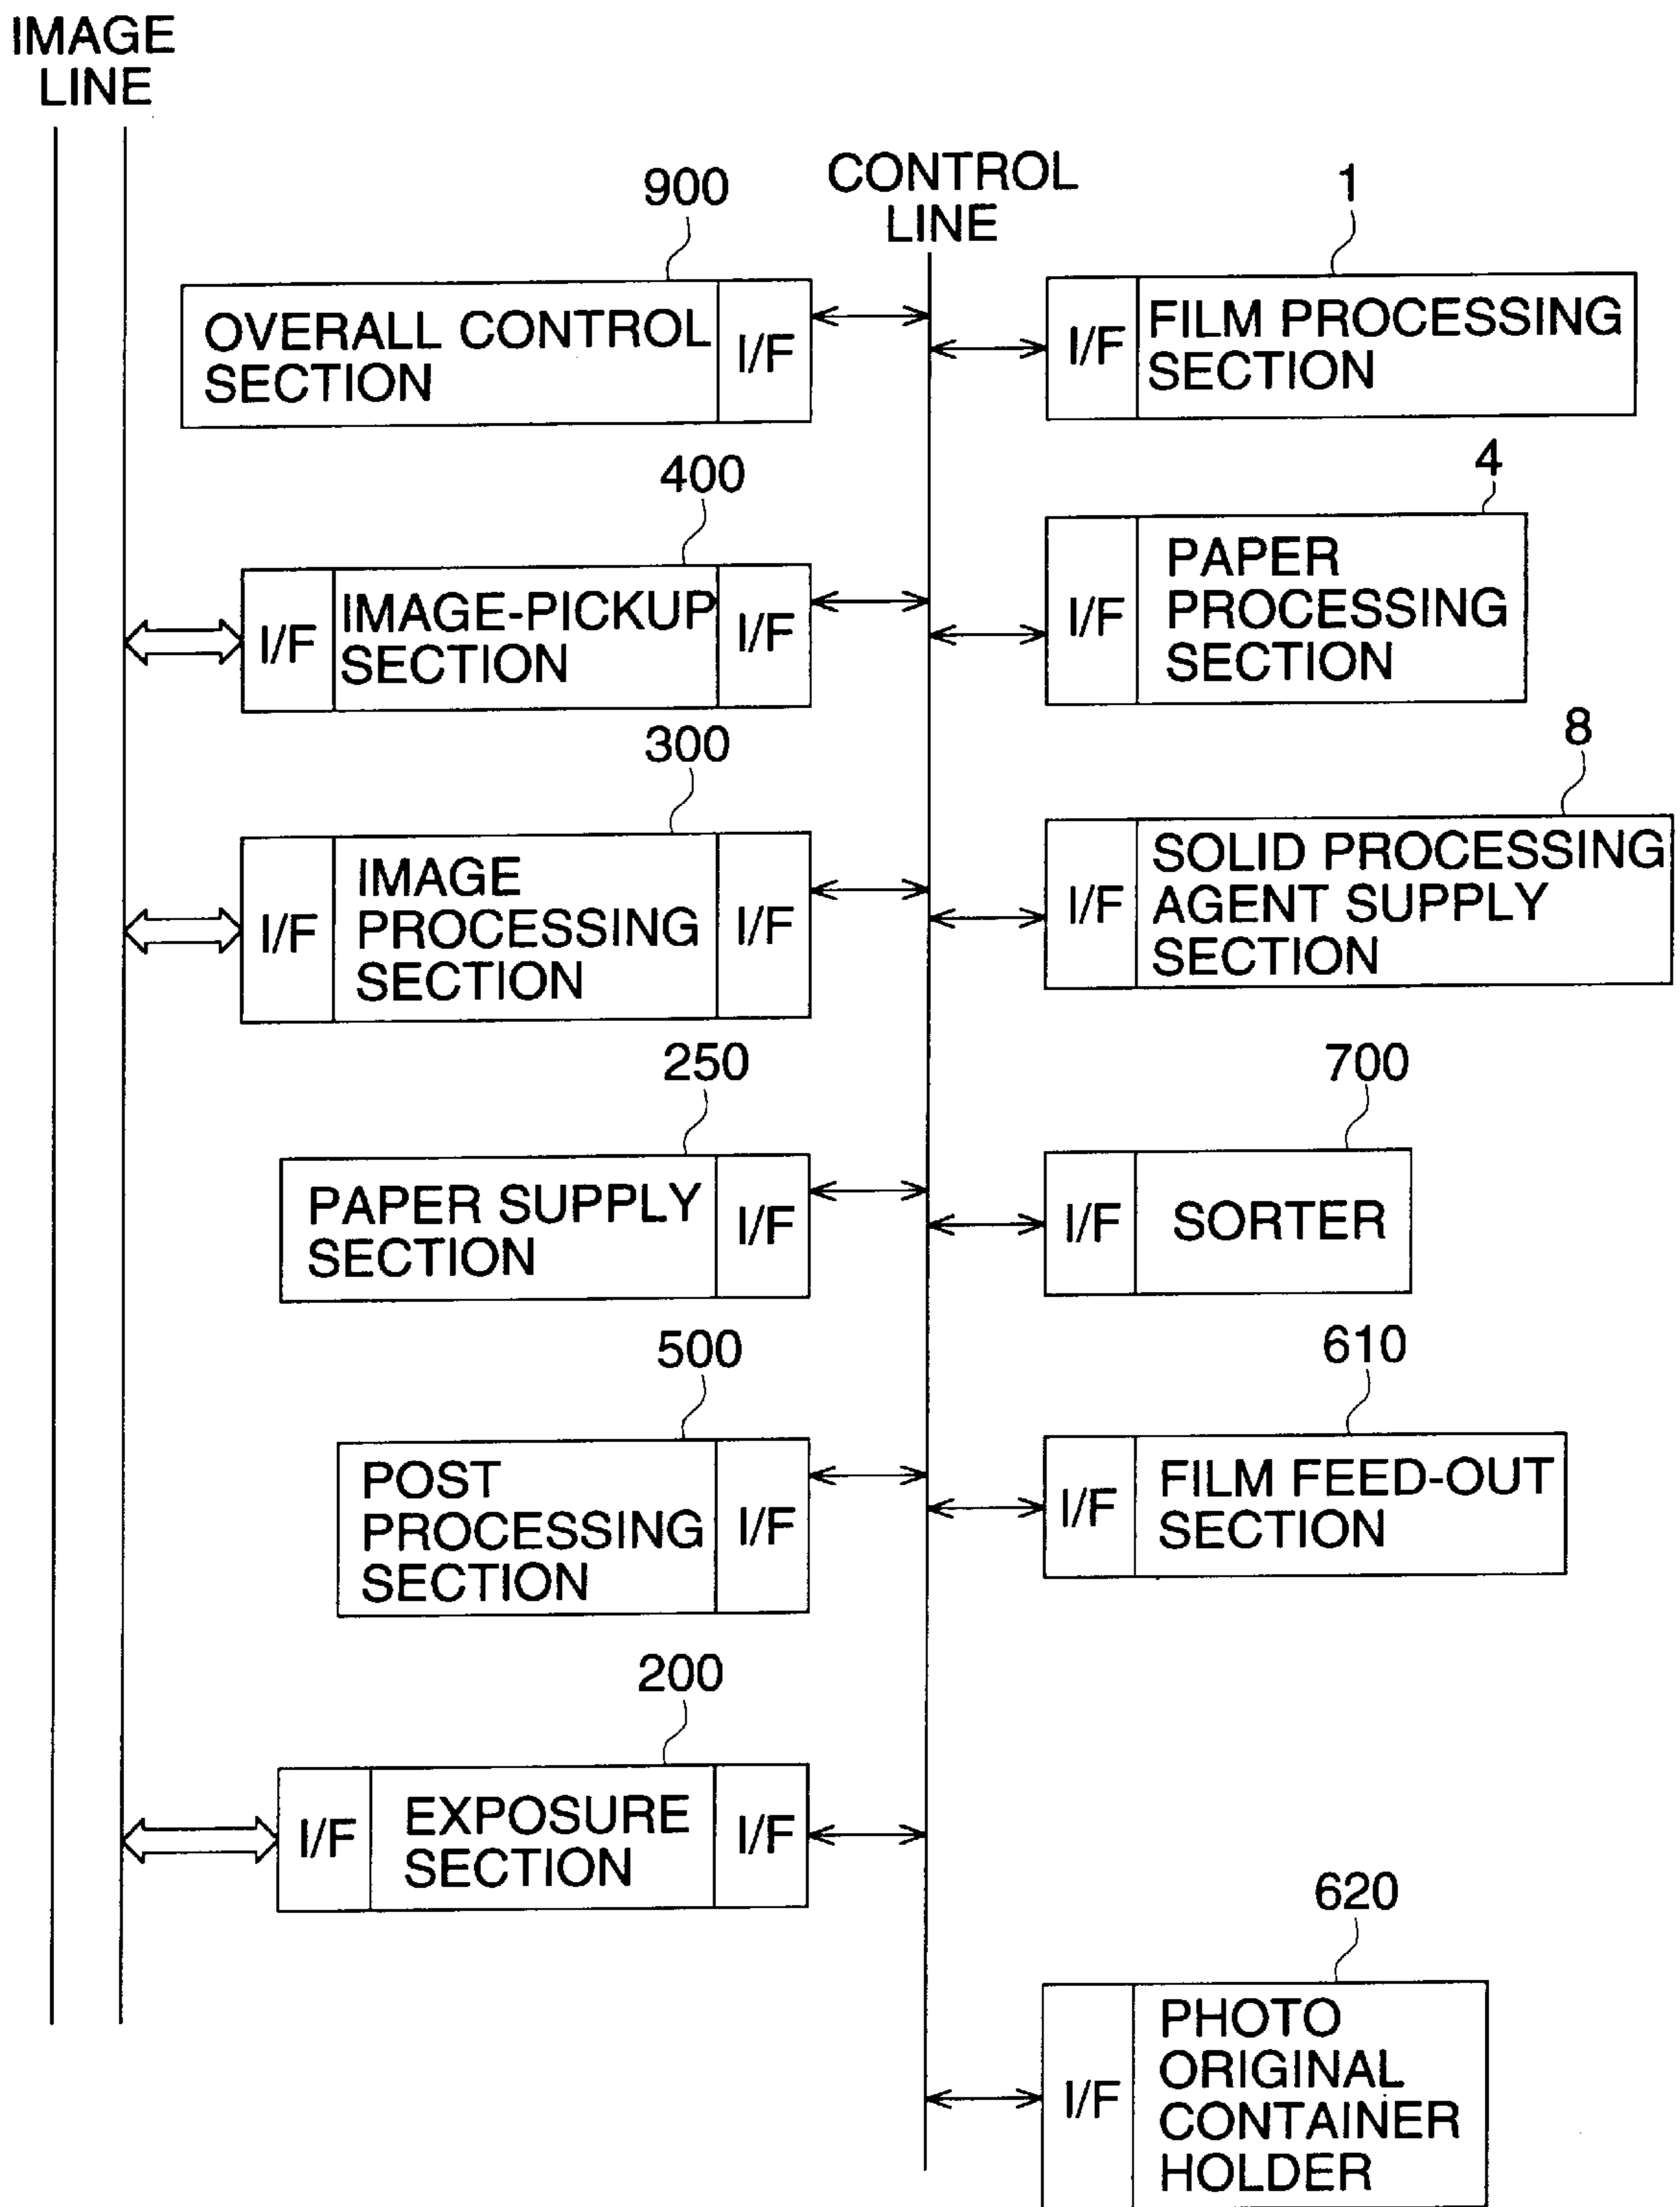 IMAGE
LINE
CONTROL
LINE
900
OVERALL CONTROL
SECTION
I/F
1
I/F
FILM PROCESSING
SECTION
400
I/F
IMAGE-PICKUP
SECTION
I/F
4
I/F
PAPER
PROCESSING
SECTION
300
I/F
IMAGE
PROCESSING
SECTION
I/F
8
I/F
SOLID PROCESSING
AGENT SUPPLY
SECTION
250
PAPER SUPPLY
SECTION
I/F
700
I/F
SORTER
500
POST
PROCESSING
SECTION
I/F
610
I/F
FILM FEED-OUT
SECTION
200
I/F
EXPOSURE
SECTION
I/F
620
I/F
PHOTO
ORIGINAL
CONTAINER
HOLDER